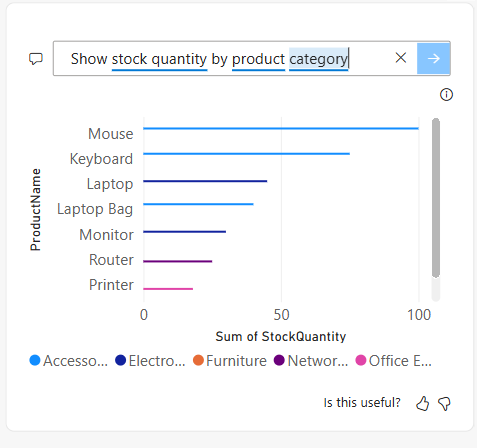 Show stock quantity by product category
ProductName
Mouse
Keyboard
Laptop
Laptop Bag
Monitor
Router
Printer
0 50 100
Sum of StockQuantity
Accesso... Electro... Furniture Networ... Office E...
Is this useful?